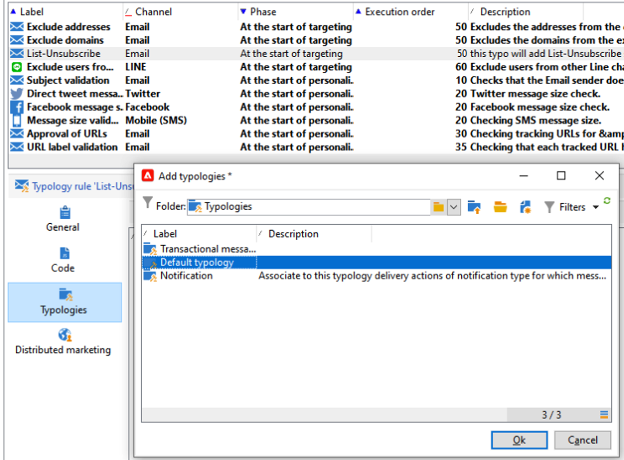 Label Channel Phase Execution order Description
Exclude addresses Email At the start of targeting 50 Excludes the addresses from the
Exclude domains Email At the start of targeting 50 Excludes the domains from the ex
List-Unsubscribe Email At the start of targeting 50 this typo will add List-Unsubscribe
Exclude users fro... LINE At the start of targeting 60 Exclude users from other Line cha
Subject validation Email At the start of personali... 10 Checks that the Email sender doe
Direct tweet messa... Twitter At the start of personali... 20 Twitter message size check.
Facebook message s... Facebook At the start of personali... 20 Facebook message size check.
Message size valid... Mobile (SMS) At the start of personali... 20 Checking SMS message size.
Approval of URLs Email At the start of personali... 30 Checking tracking URLs for &amp
URL label validation Email At the start of personali... 35 Checking that each tracked URL
Typology rule 'List-Unsu
Add typologies *
General
Folder: Typologies Filters
Code
Label Description
Transactional messa...
Default typology
Notification Associate to this typology delivery actions of notification type for which mess...
Typologies
Distributed marketing
3 / 3
Ok Cancel